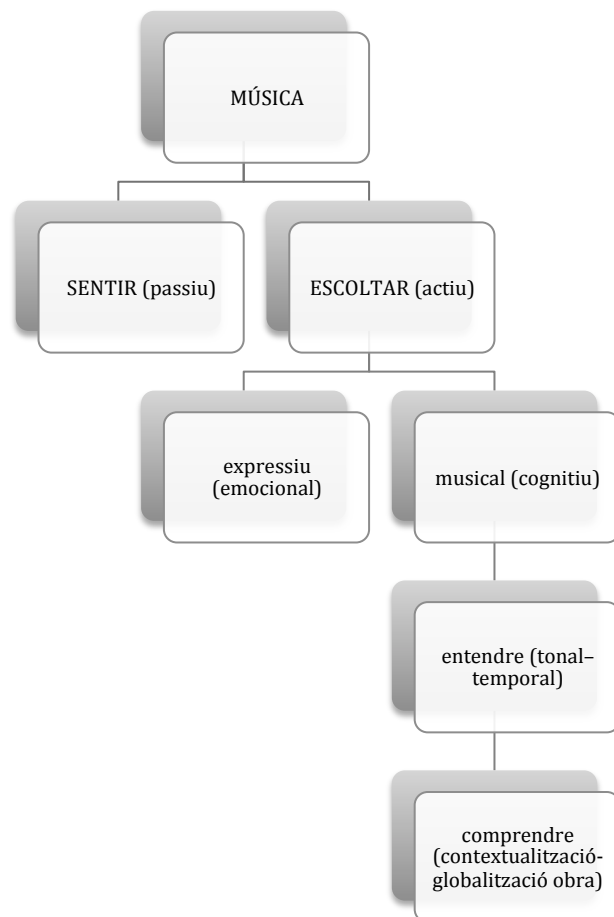 MÚSICA
SENTIR (passiu)
ESCOLTAR (actiu)
expressiu
(emocional)
musical (cognitiu)
entendre (tonal–
temporal)
comprendre
(contextualització-
globalització obra)